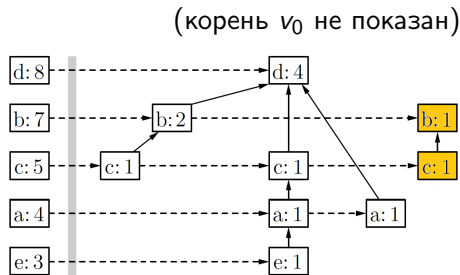 (корень v₀ не показан)
d: 8 d: 4
b: 7 b: 2 b: 1
c: 5 c: 1 c: 1 c: 1
a: 4 a: 1 a: 1
e: 3 e: 1